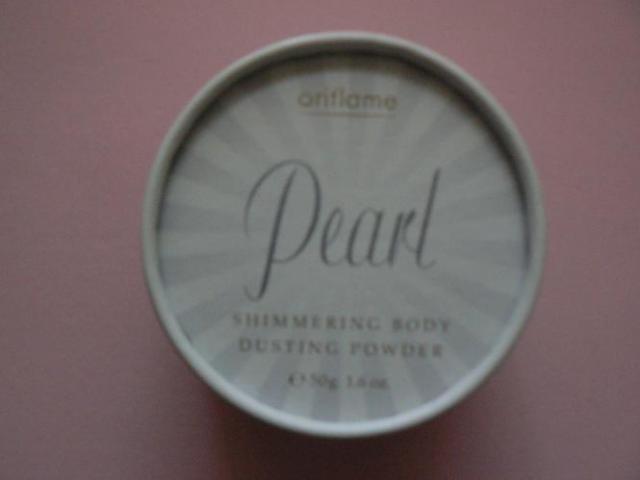 oriflame
Pearl
SHIMMERING BODY
DUSTING POWDER
℮ 50g. 1.6 oz.